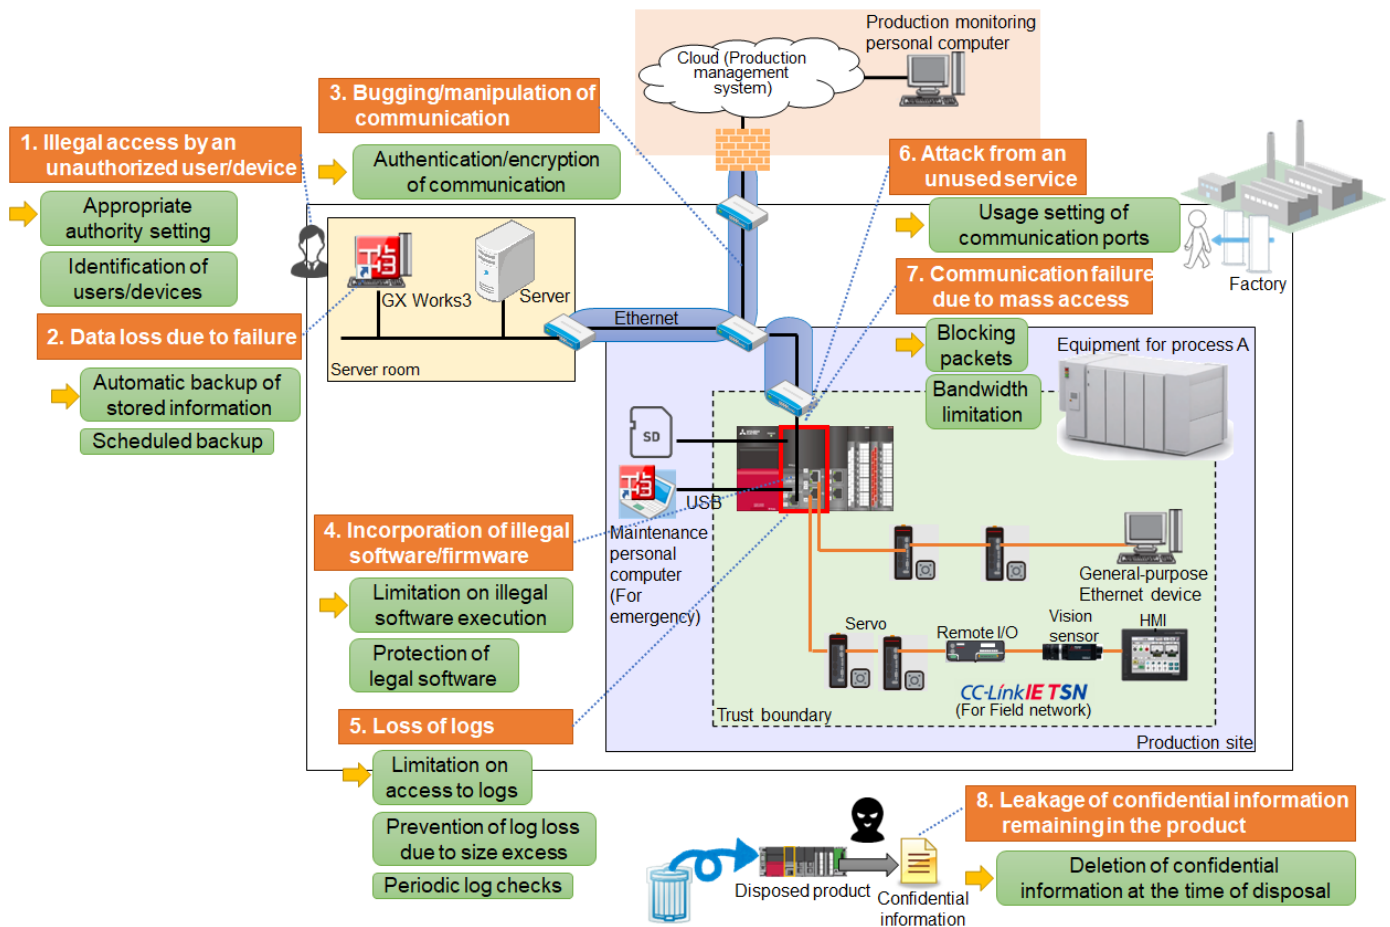 Production monitoring
personal computer
Cloud (Production
management
system)
3. Bugging/manipulation of
communication
Authentication/encryption
of communication
1. Illegal access by an
unauthorized user/device
Appropriate
authority setting
Identification of
users/devices
6. Attack from an
unused service
Usage setting of
communication ports
Factory
7. Communication failure
due to mass access
Blocking
packets
Bandwidth
limitation
GX Works3
Server
Server room
Ethernet
2. Data loss due to failure
Automatic backup of
stored information
Scheduled backup
Equipment for process A
SD
USB
Maintenance
personal
computer
(For
emergency)
4. Incorporation of illegal
software/firmware
Limitation on illegal
software execution
Protection of
legal software
General-purpose
Ethernet device
Servo
Remote I/O
Vision
sensor
HMI
CC-Link IE TSN
(For Field network)
Trust boundary
Production site
5. Loss of logs
Limitation on
access to logs
Prevention of log loss
due to size excess
Periodic log checks
Disposed product
Confidential
information
8. Leakage of confidential information
remaining in the product
Deletion of confidential
information at the time of disposal